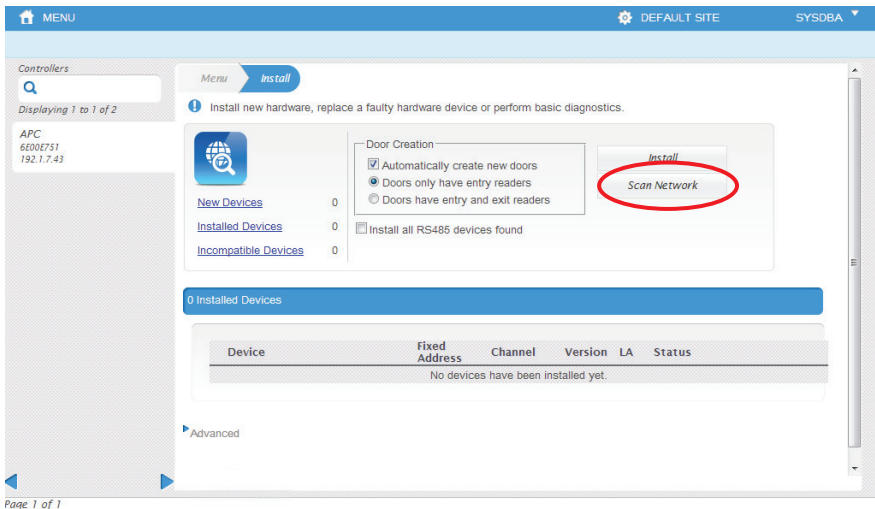 MENU DEFAULT SITE SYSDBA
Controllers
Displaying 1 to 1 of 2
APC
6E00E751
192.1.7.43
Menu Install
Install new hardware, replace a faulty hardware device or perform basic diagnostics.
New Devices 0
Installed Devices 0
Incompatible Devices 0
Door Creation
Automatically create new doors
Doors only have entry readers
Doors have entry and exit readers
Install all RS485 devices found
Install
Scan Network
0 Installed Devices
Device Fixed Address Channel Version LA Status
No devices have been installed yet.
Advanced
Page 1 of 1